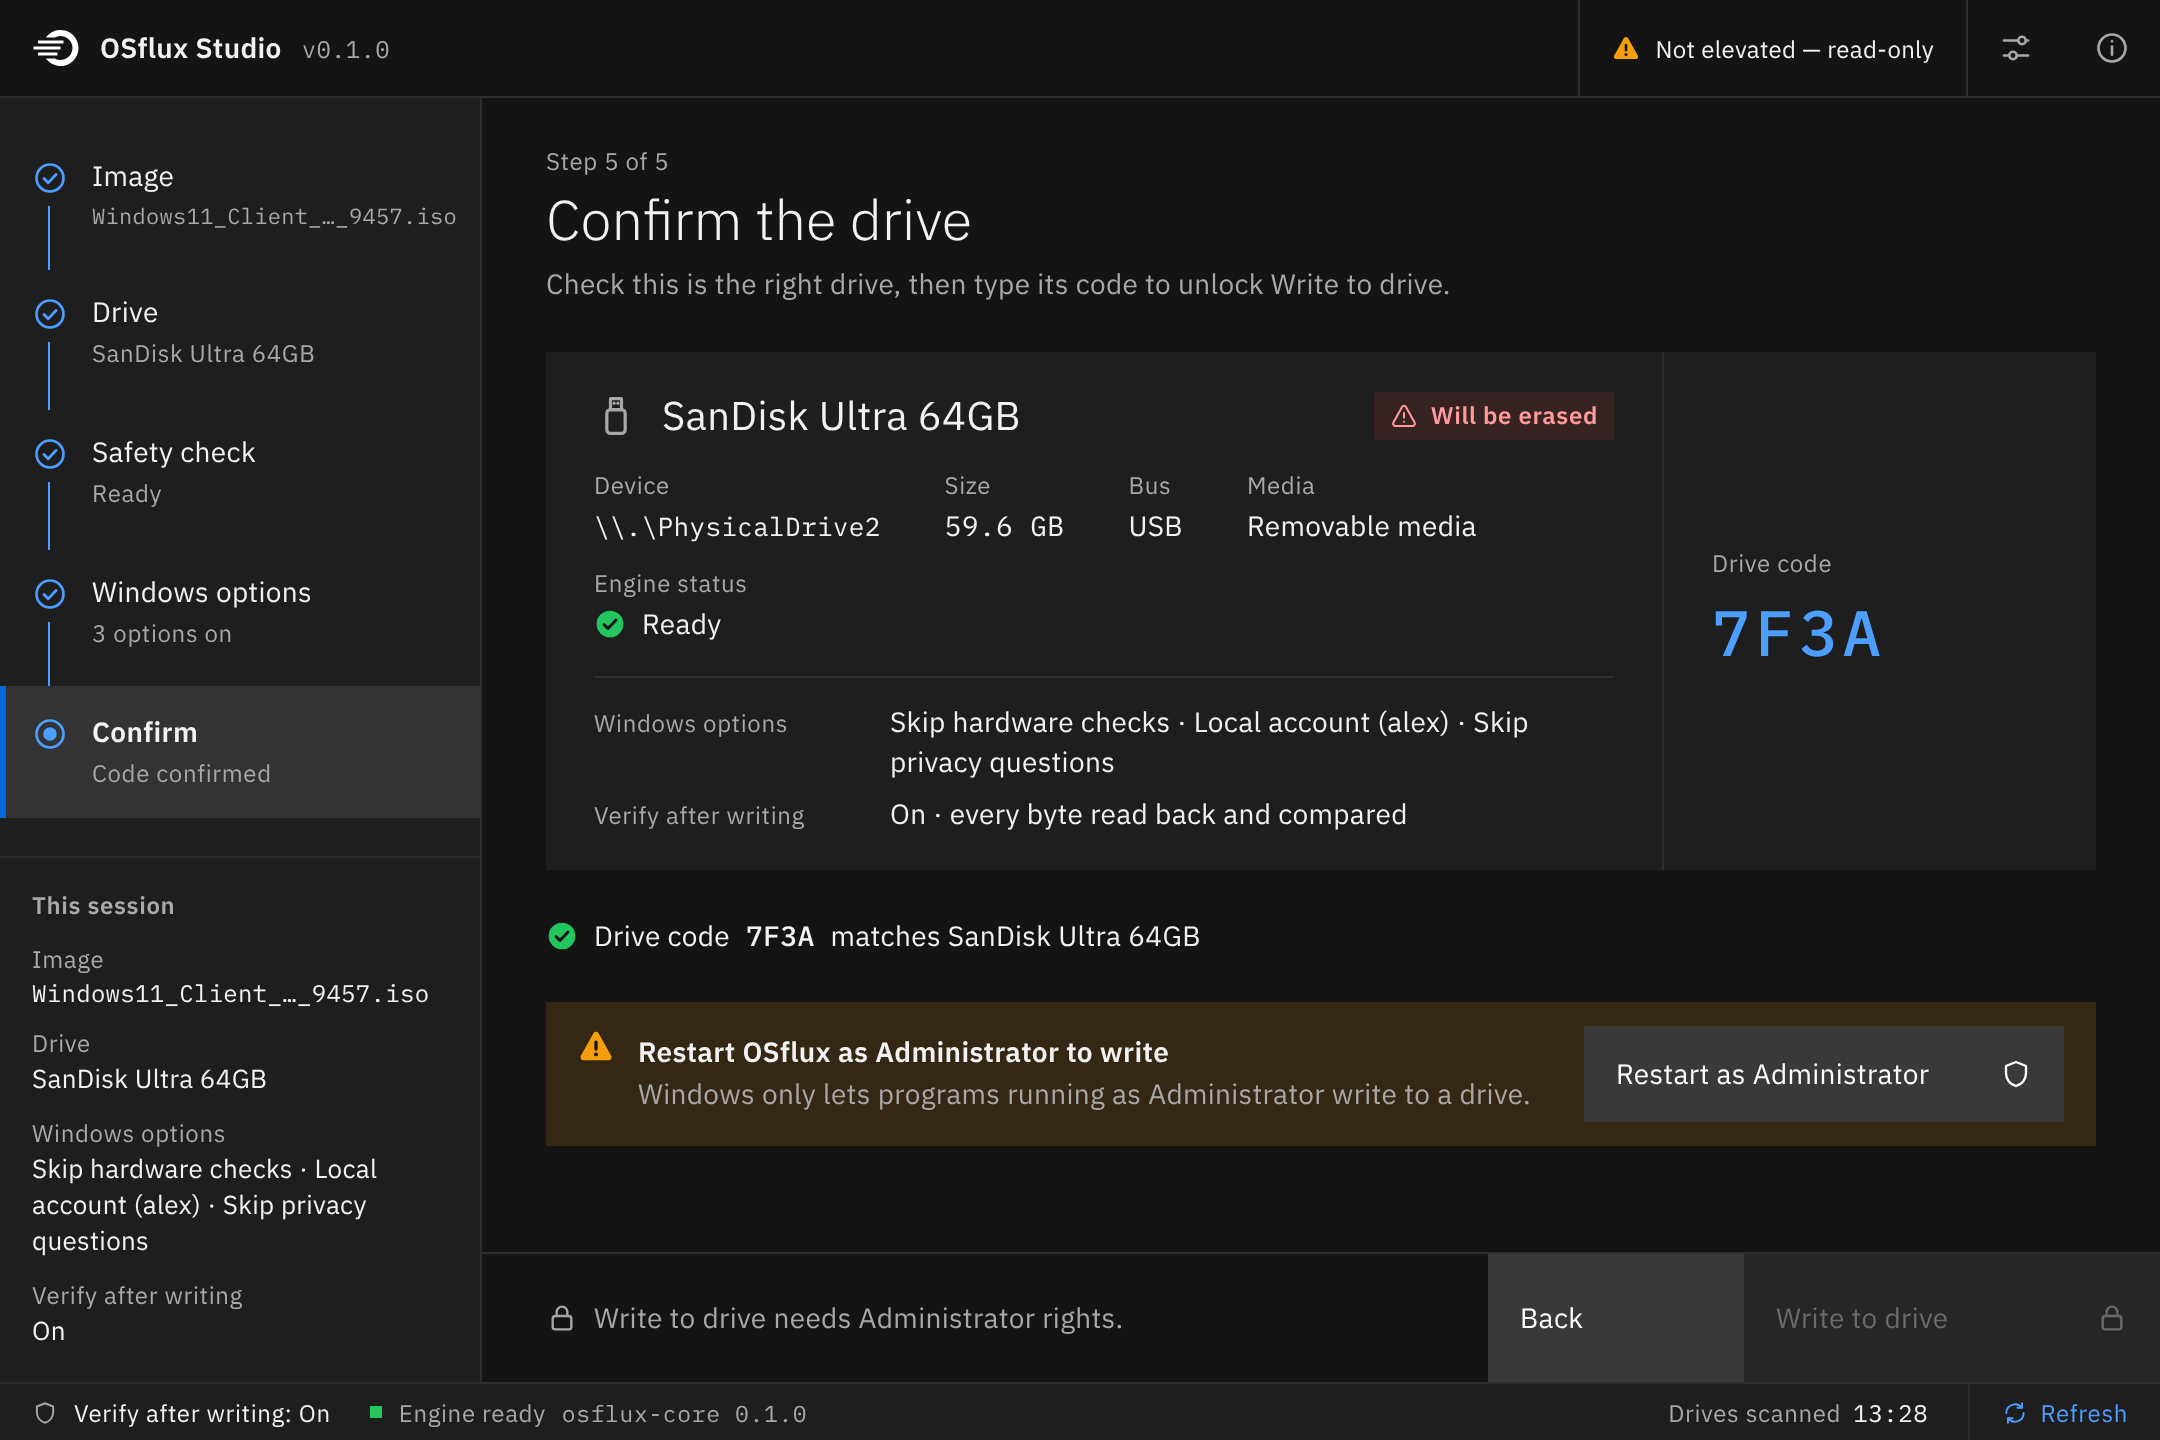 OSflux Studio v0.1.0
Not elevated — read-only
Image
Windows11_Client_…_9457.iso
Drive
SanDisk Ultra 64GB
Safety check
Ready
Windows options
3 options on
Confirm
Code confirmed
This session
Image
Windows11_Client_…_9457.iso
Drive
SanDisk Ultra 64GB
Windows options
Skip hardware checks · Local
account (alex) · Skip privacy
questions
Verify after writing
On
Step 5 of 5
Confirm the drive
Check this is the right drive, then type its code to unlock Write to drive.
SanDisk Ultra 64GB
Will be erased
Device Size Bus Media
\\.\PhysicalDrive2 59.6 GB USB Removable media
Engine status
Ready
Windows options Skip hardware checks · Local account (alex) · Skip
privacy questions
Verify after writing On · every byte read back and compared
Drive code
7F3A
Drive code 7F3A matches SanDisk Ultra 64GB
Restart OSflux as Administrator to write
Windows only lets programs running as Administrator write to a drive.
Restart as Administrator
Write to drive needs Administrator rights.
Back
Write to drive
Verify after writing: On
Engine ready osflux-core 0.1.0
Drives scanned 13:28
Refresh